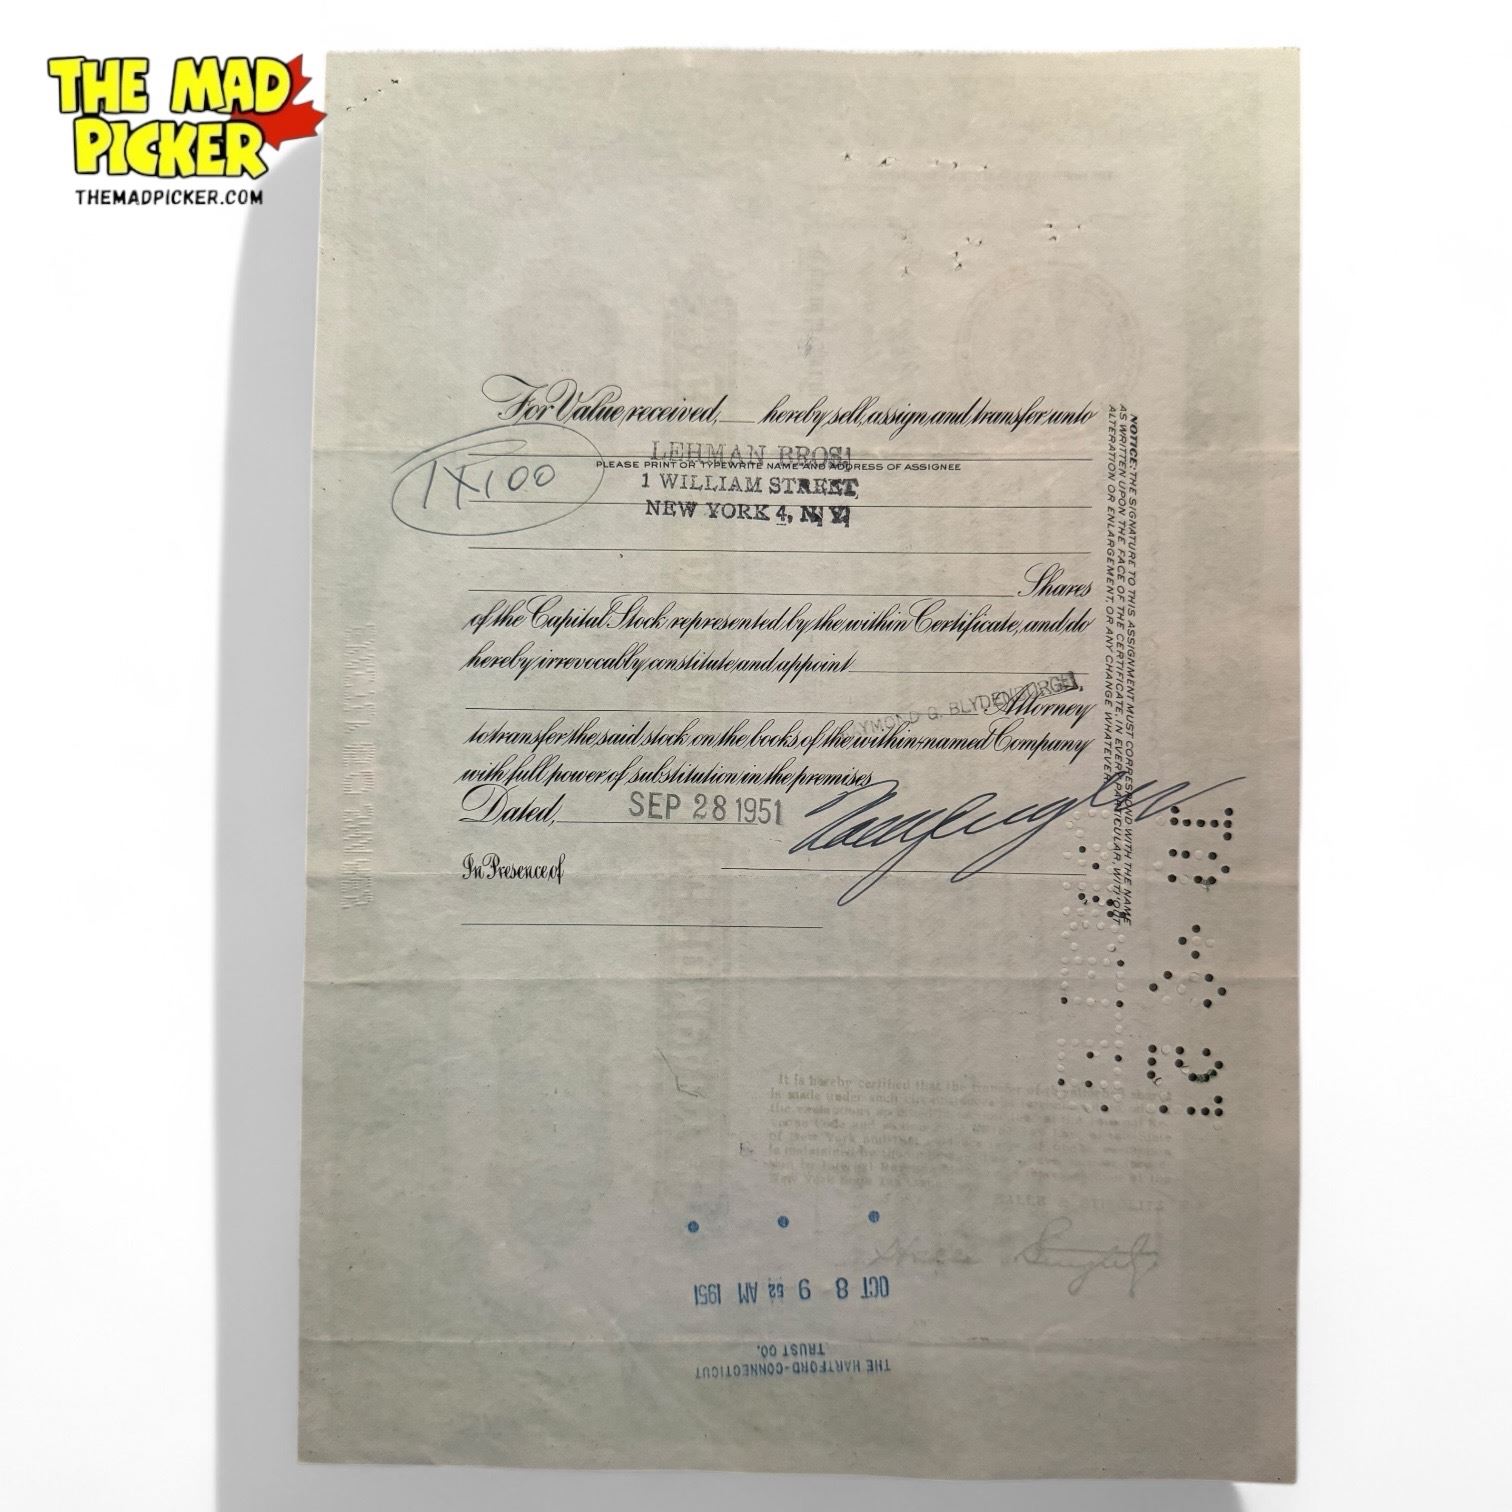 THE MAD
PICKER
THEMADPICKER.COM
For Value received, hereby sell, assign and transfer unto
LEHMAN BROS.
PLEASE PRINT OR TYPEWRITE NAME AND ADDRESS OF ASSIGNEE
1 WILLIAM STREET
NEW YORK 4, N.Y.
1X100
Shares
of the Capital Stock represented by the within Certificate, and do
hereby irrevocably constitute and appoint
G. BLYDENBURGH,
Attorney
to transfer the said stock on the books of the within-named Company
with full power of substitution in the premises
Dated, SEP 28 1951
In Presence of
NOTICE: THE SIGNATURE TO THIS ASSIGNMENT MUST CORRESPOND WITH THE NAME
AS WRITTEN UPON THE FACE OF THE CERTIFICATE, IN EVERY PARTICULAR, WITHOUT
ALTERATION OR ENLARGEMENT, OR ANY CHANGE WHATEVER.
It is hereby certified that the transfer of the
OCT 8 9 52 AM 1951
THE HARTFORD-CONNECTICUT
TRUST CO.